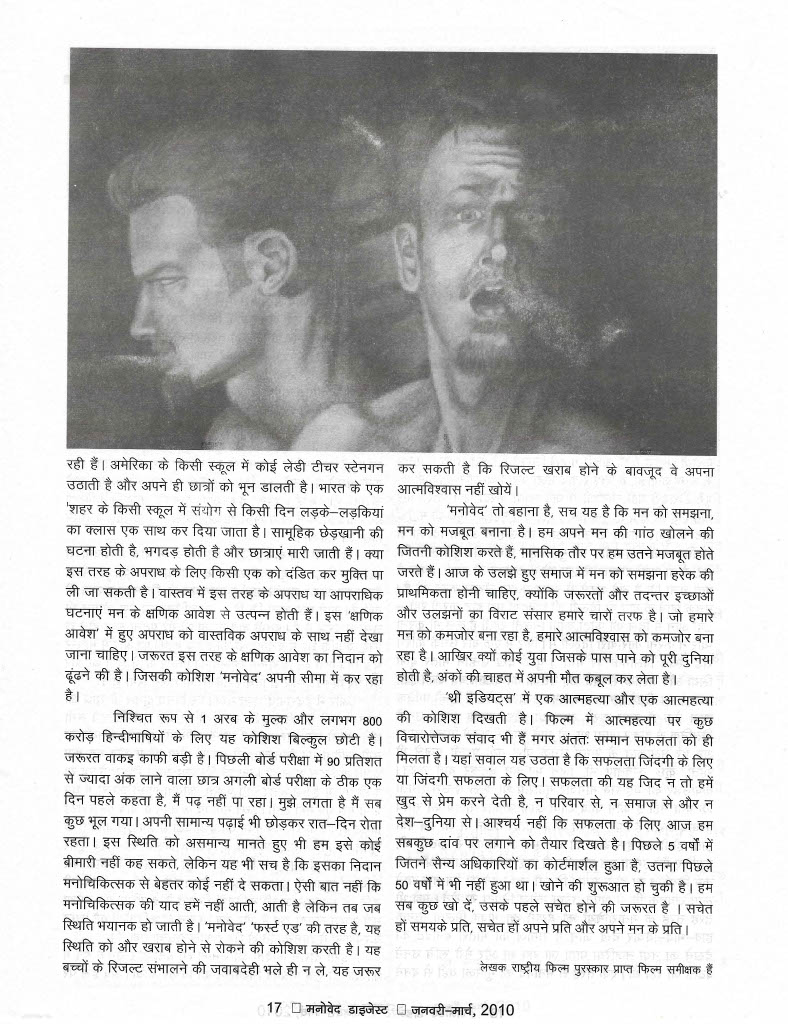 रही हैं। अमेरिका के किसी स्कूल में कोई लेडी टीचर स्टेनगन
उठाती है और अपने ही छात्रों को भून डालती है। भारत के एक
'शहर के किसी स्कूल में संयोग से किसी दिन लड़के–लड़कियां
का क्लास एक साथ कर दिया जाता है। सामूहिक छेड़खानी की
घटना होती है, भगदड़ होती है और छात्राएं मारी जाती हैं। क्या
इस तरह के अपराध के लिए किसी एक को दंडित कर मुक्ति पा
ली जा सकती है। वास्तव में इस तरह के अपराध या आपराधिक
घटनाएं मन के क्षणिक आवेश से उत्पन्न होती हैं। इस 'क्षणिक
आवेश' में हुए अपराध को वास्तविक अपराध के साथ नहीं देखा
जाना चाहिए। जरूरत इस तरह के क्षणिक आवेश का निदान को
ढूंढने की है। जिसकी कोशिश 'मनोवेद' अपनी सीमा में कर रहा
है।
निश्चित रूप से 1 अरब के मुल्क और लगभग 800
करोड़ हिन्दीभाषियों के लिए यह कोशिश बिल्कुल छोटी है।
जरूरत वाकइ काफी बड़ी है। पिछली बोर्ड परीक्षा में 90 प्रतिशत
से ज्यादा अंक लाने वाला छात्र अगली बोर्ड परीक्षा के ठीक एक
दिन पहले कहता है, मैं पढ़ नहीं पा रहा। मुझे लगता है मैं सब
कुछ भूल गया। अपनी सामान्य पढ़ाई भी छोड़कर रात–दिन रोता
रहता। इस स्थिति को असमान्य मानते हुए भी हम इसे कोई
बीमारी नहीं कह सकते, लेकिन यह भी सच है कि इसका निदान
मनोचिकित्सक से बेहतर कोई नहीं दे सकता। ऐसी बात नहीं कि
मनोचिकित्सक की याद हमें नहीं आती, आती है लेकिन तब जब
स्थिति भयानक हो जाती है। 'मनोवेद' 'फर्स्ट एड' की तरह है, यह
स्थिति को और खराब होने से रोकने की कोशिश करती है। यह
बच्चों के रिजल्ट संभालने की जवाबदेही भले ही न ले, यह जरूर
कर सकती है कि रिजल्ट खराब होने के बावजूद वे अपना
आत्मविश्वास नहीं खोयें।
'मनोवेद' तो बहाना है, सच यह है कि मन को समझना,
मन को मजबूत बनाना है। हम अपने मन की गांठ खोलने की
जितनी कोशिश करते हैं, मानसिक तौर पर हम उतने मजबूत होते
जरते हैं। आज के उलझे हुए समाज में मन को समझना हरेक की
प्राथमिकता होनी चाहिए, क्योंकि जरूरतों और तदन्तर इच्छाओं
और उलझनों का विराट संसार हमारे चारों तरफ है। जो हमारे
मन को कमजोर बना रहा है, हमारे आत्मविश्वास को कमजोर बना
रहा है। आखिर क्यों कोई युवा जिसके पास पाने को पूरी दुनिया
होती है, अंकों की चाहत में अपनी मौत कबूल कर लेता है।
'थ्री इडियट्स' में एक आत्महत्या और एक आत्महत्या
की कोशिश दिखती है। फिल्म में आत्महत्या पर कुछ
विचारोत्तेजक संवाद भी हैं मगर अंततः सम्मान सफलता को ही
मिलता है। यहां सवाल यह उठता है कि सफलता जिंदगी के लिए
या जिंदगी सफलता के लिए। सफलता की यह जिद न तो हमें
खुद से प्रेम करने देती है, न परिवार से, न समाज से और न
देश–दुनिया से। आश्चर्य नहीं कि सफलता के लिए आज हम
सबकुछ दांव पर लगाने को तैयार दिखते है। पिछले 5 वर्षों में
जितने सैन्य अधिकारियों का कोर्टमार्शल हुआ है, उतना पिछले
50 वर्षों में भी नहीं हुआ था। खोने की शुरूआत हो चुकी है। हम
सब कुछ खो दें, उसके पहले सचेत होने की जरूरत है । सचेत
हों समयके प्रति, सचेत हों अपने प्रति और अपने मन के प्रति।
लेखक राष्ट्रीय फिल्म पुरस्कार प्राप्त फिल्म समीक्षक हैं
17 □ मनोवेद डाइजेस्ट □ जनवरी–मार्च, 2010